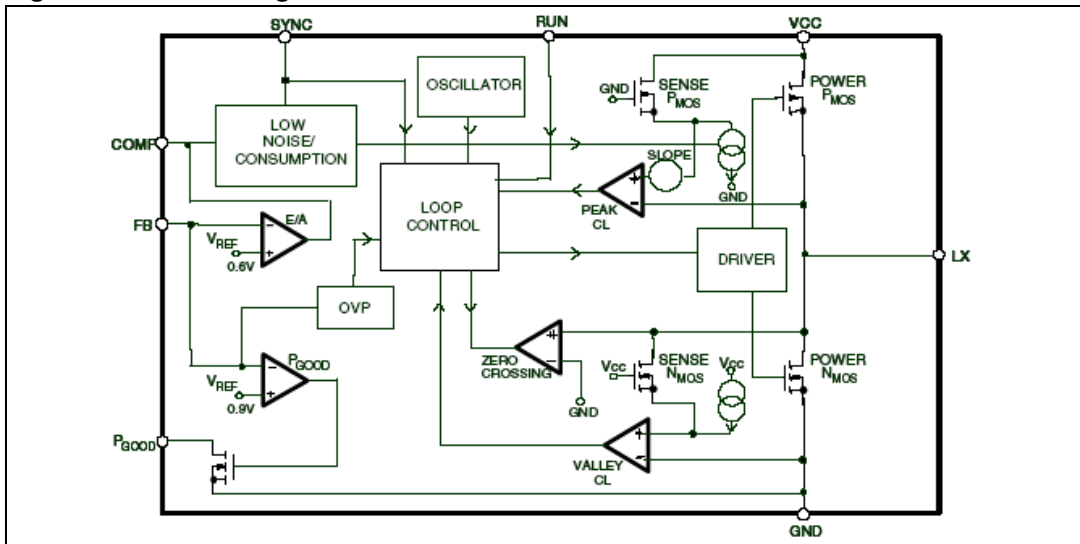 SYNC
RUN
VCC
OSCILLATOR
GND
SENSE
PMOS
POWER
PMOS
LOW
NOISE/
CONSUMPTION
COMP
SLOPE
GND
+
-
PEAK
CL
LOOP
CONTROL
FB
E/A
-
+
VREF
0.6V
DRIVER
LX
OVP
PGOOD
-
+
VREF
0.9V
+
-
ZERO
CROSSING
GND
Vcc
SENSE
NMOS
Vcc
POWER
NMOS
PGOOD
+
-
VALLEY
CL
GND